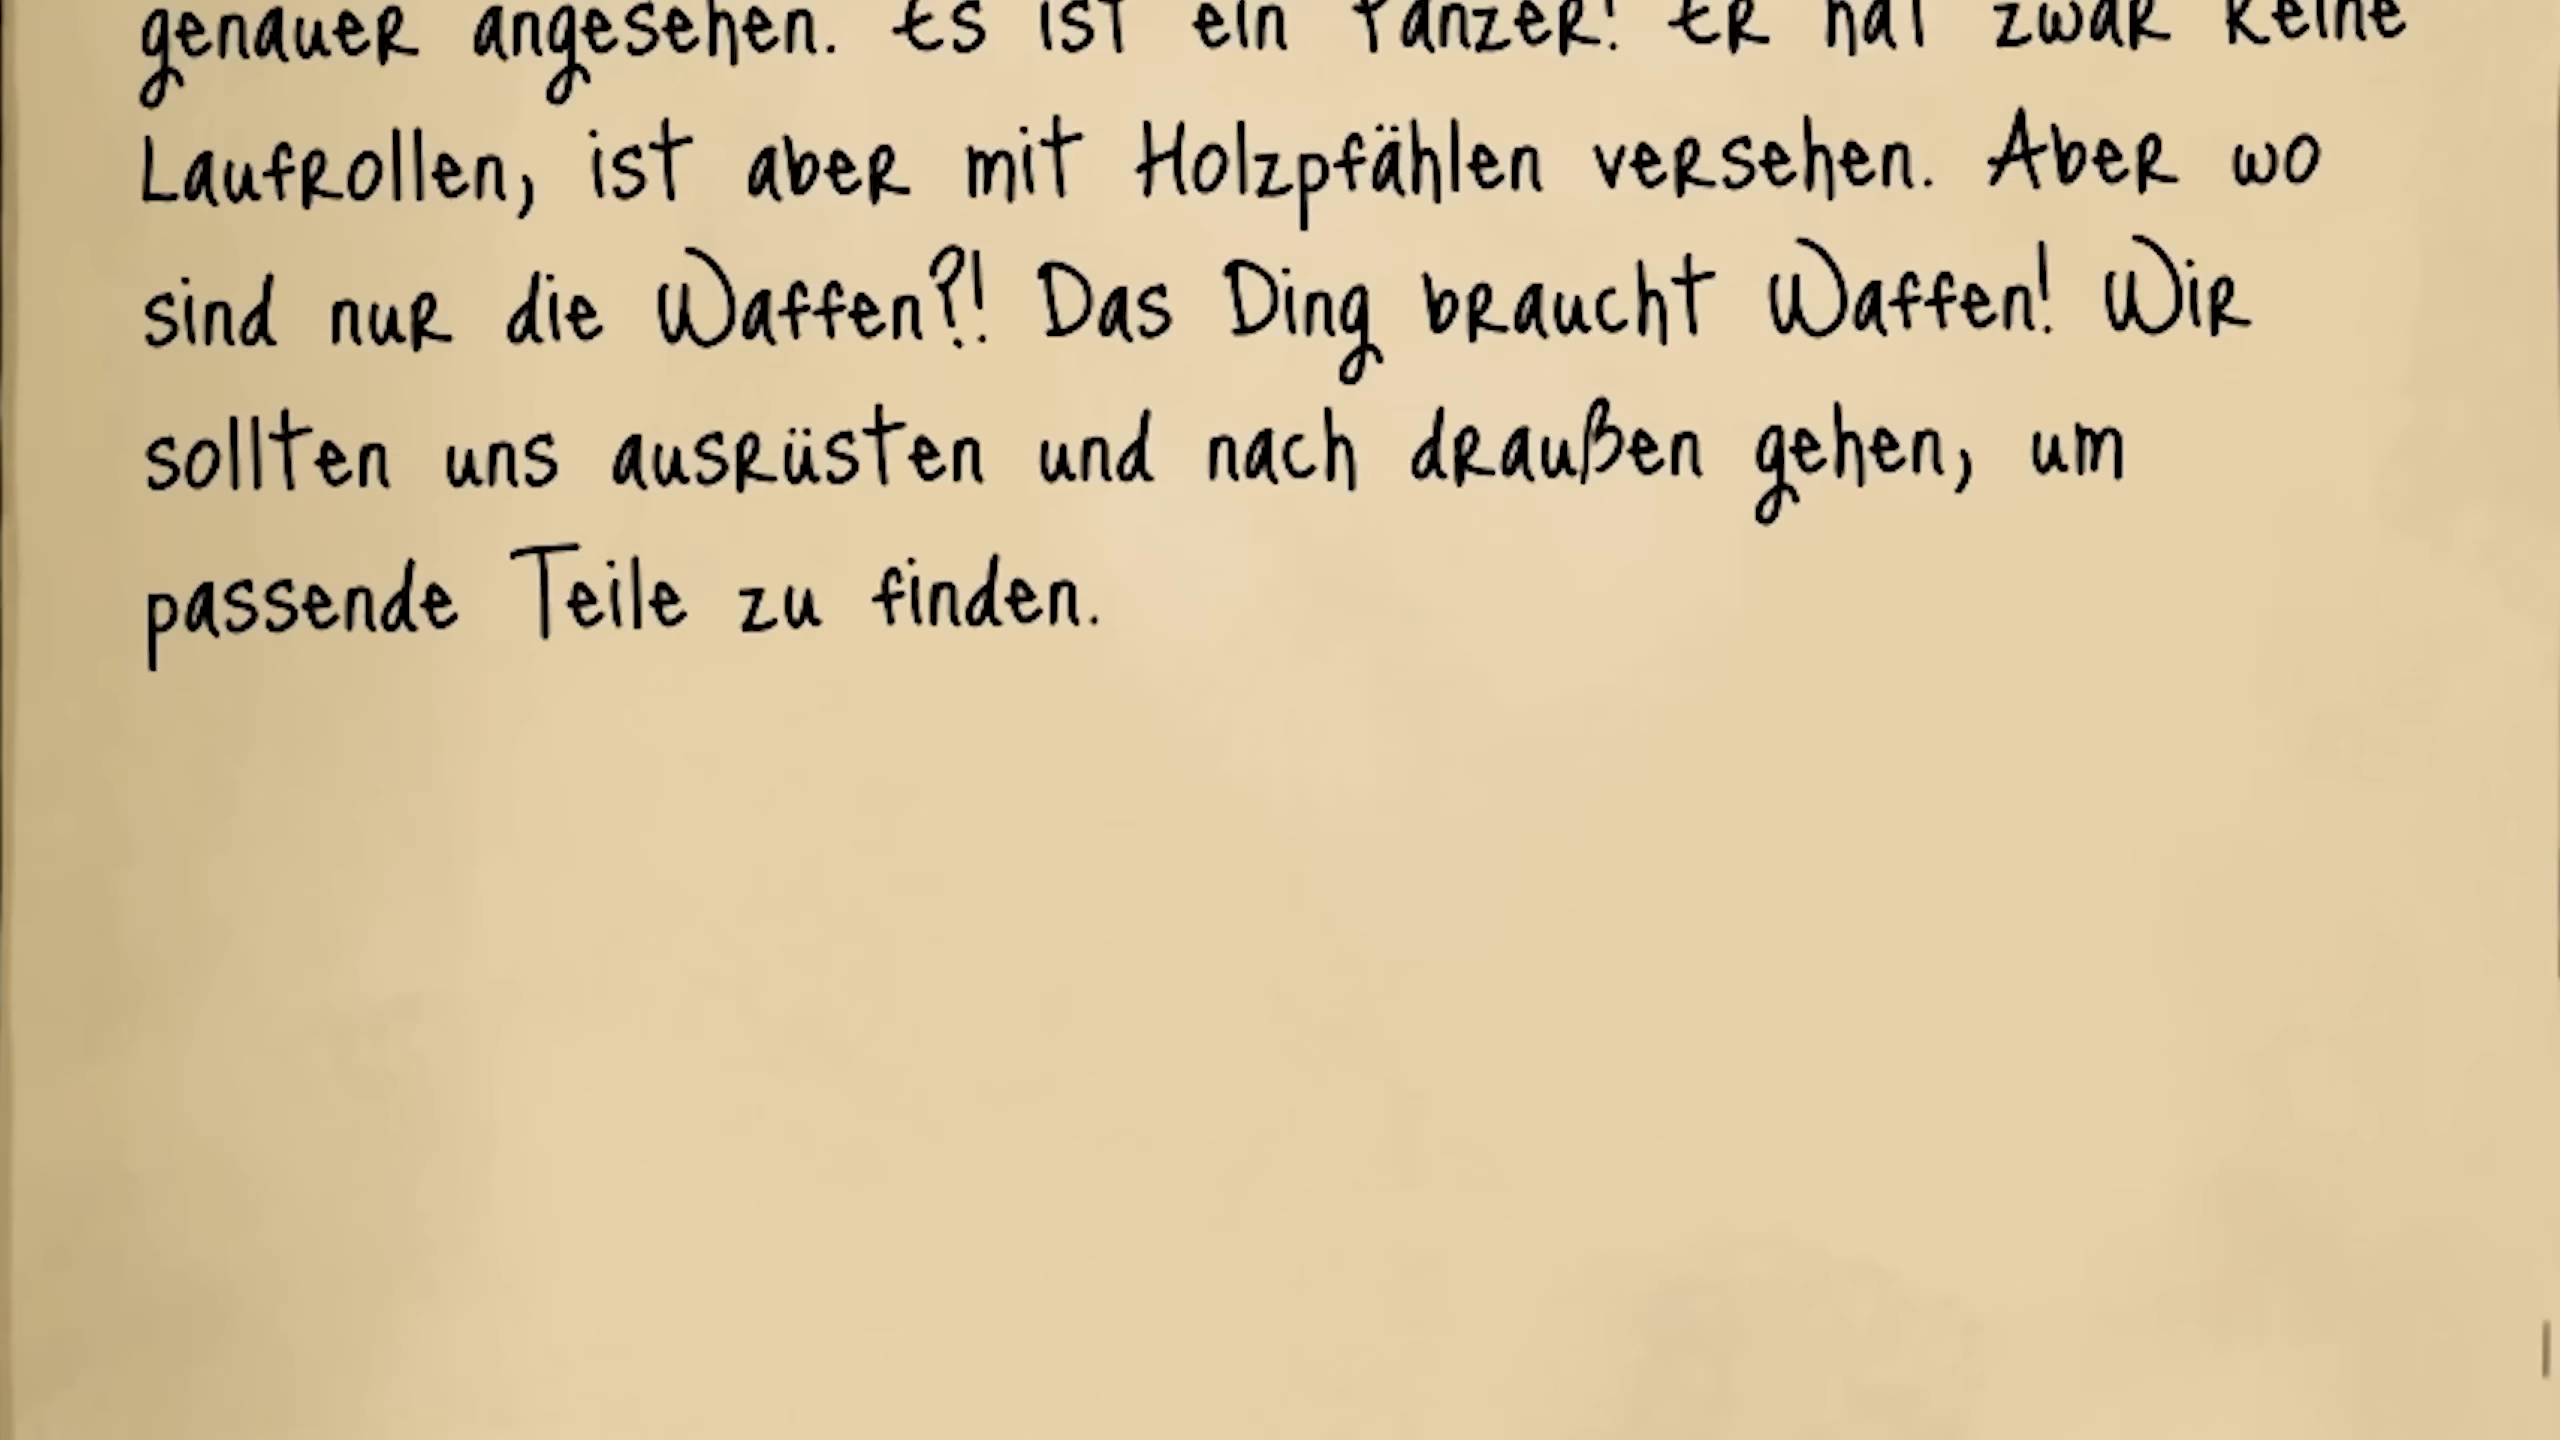 genauer angesehen. Es ist ein Panzer! Er hat zwar keine
Laufrollen, ist aber mit Holzpfählen versehen. Aber wo
sind nur die Waffen?! Das Ding braucht Waffen! Wir
sollten uns ausrüsten und nach draußen gehen, um
passende Teile zu finden.